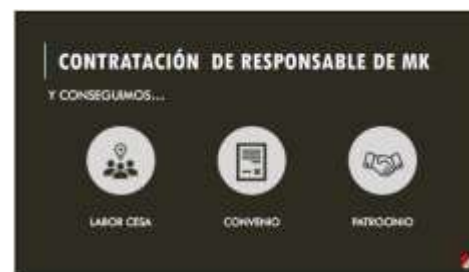 CONTRATACIÓN DE RESPONSABLE DE MK
Y CONSEGUIMOS...
LABOR CESA
CONVENIO
PATROCINIO